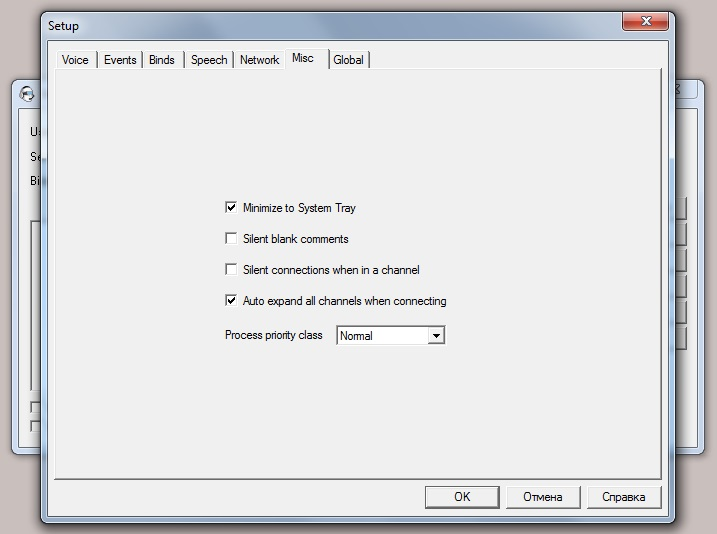 Setup
Voice Events Binds Speech Network Misc Global
Minimize to System Tray
Silent blank comments
Silent connections when in a channel
Auto expand all channels when connecting
Process priority class Normal
OK Отмена Справка